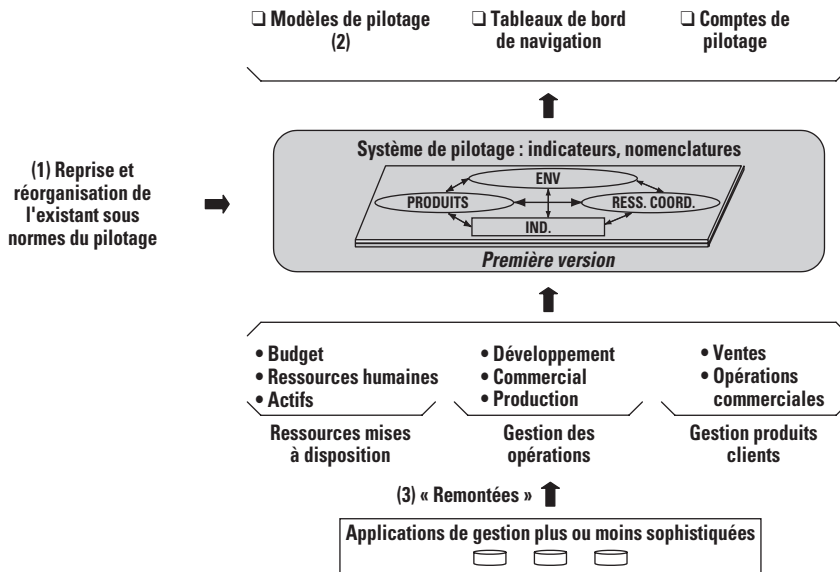 ❏ Modèles de pilotage
(2)
❏ Tableaux de bord
de navigation
❏ Comptes de
pilotage
(1) Reprise et
réorganisation de
l'existant sous
normes du pilotage
Système de pilotage : indicateurs, nomenclatures
ENV
PRODUITS
RESS. COORD.
IND.
Première version
• Budget
• Ressources humaines
• Actifs
• Développement
• Commercial
• Production
• Ventes
• Opérations
commerciales
Ressources mises
à disposition
Gestion des
opérations
Gestion produits
clients
(3) « Remontées »
Applications de gestion plus ou moins sophistiquées